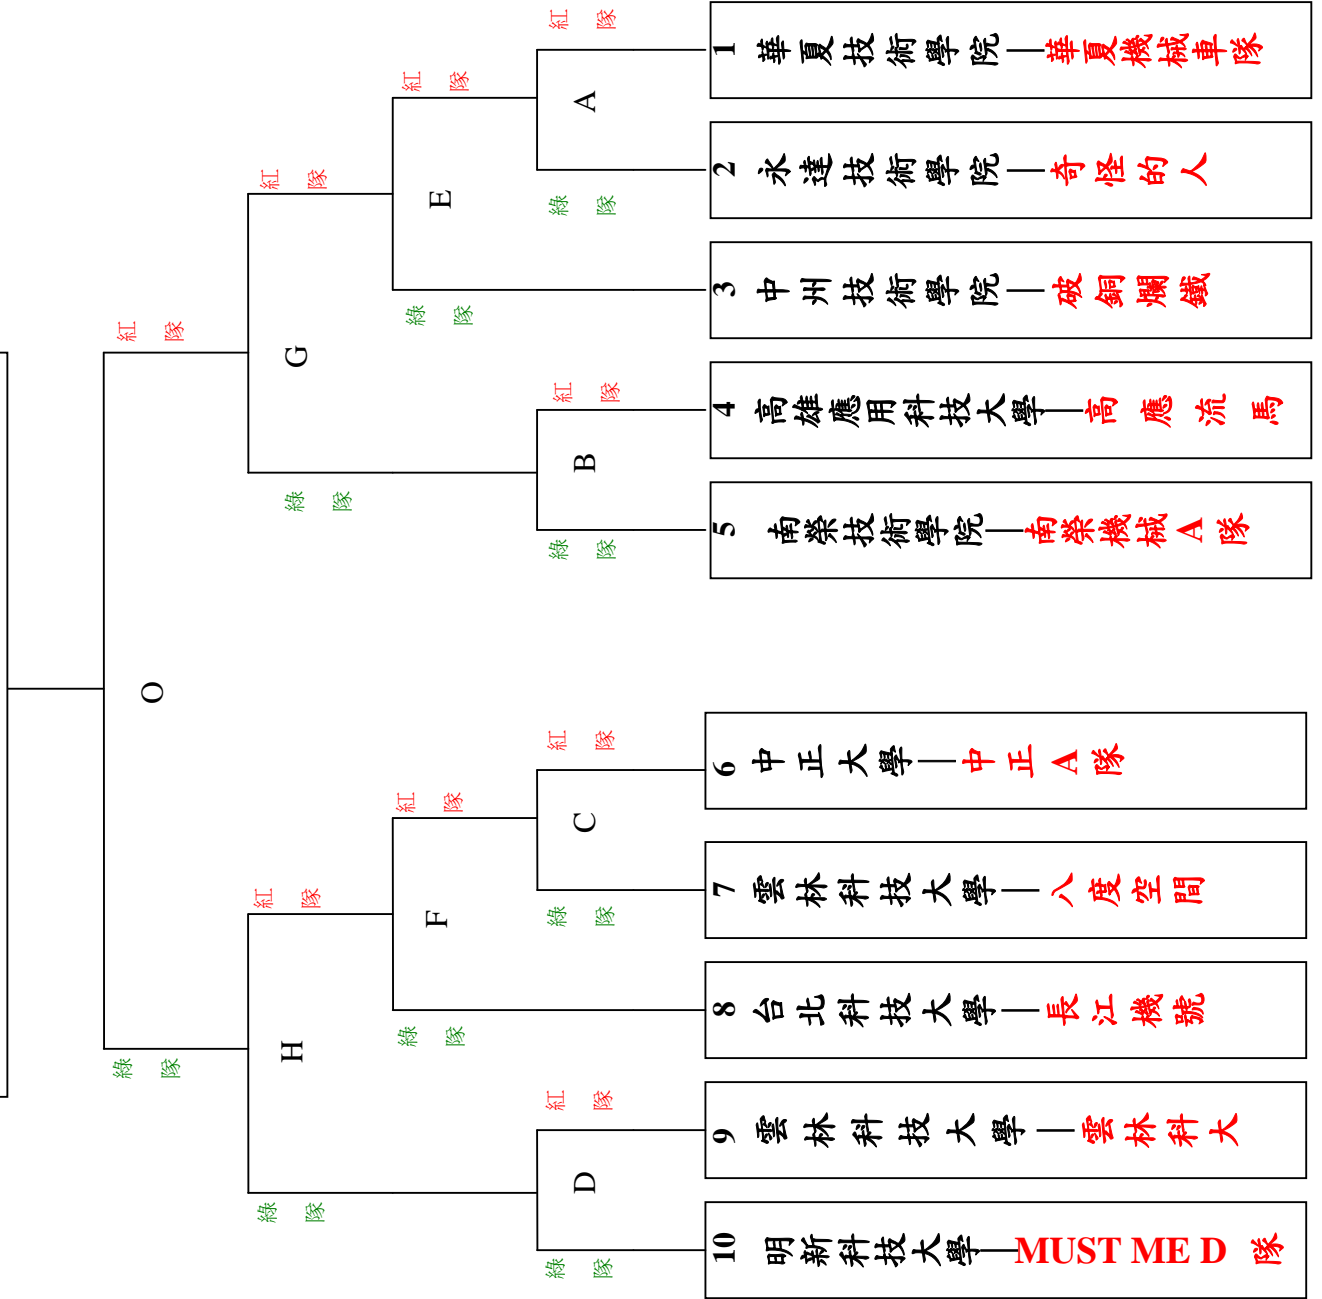 1 華夏技術學院—華夏機械車隊
2 永達技術學院—奇怪的人
3 中州技術學院—破銅爛鐵
4 高雄應用科技大學—高應流馬
5 南榮技術學院—南榮機械A隊
6 中正大學—中正A隊
7 雲林科技大學—八度空間
8 台北科技大學—長江機號
9 雲林科技大學—雲林科大
10 明新科技大學—MUST ME D 隊
紅隊
A
綠隊
紅隊
E
綠隊
紅隊
B
綠隊
紅隊
G
綠隊
紅隊
O
綠隊
紅隊
C
綠隊
紅隊
F
綠隊
紅隊
D
綠隊
紅隊
H
綠隊